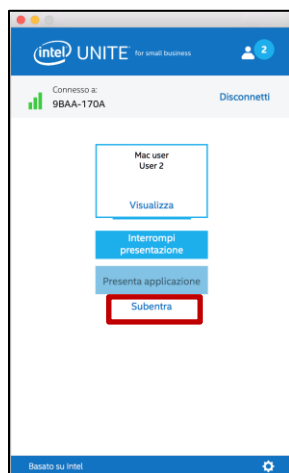 intel UNITE for small business
2
Connesso a:
9BAA-170A
Disconnetti
Mac user
User 2
Visualizza
Interrompi
presentazione
Presenta applicazione
Subentra
Basato su Intel